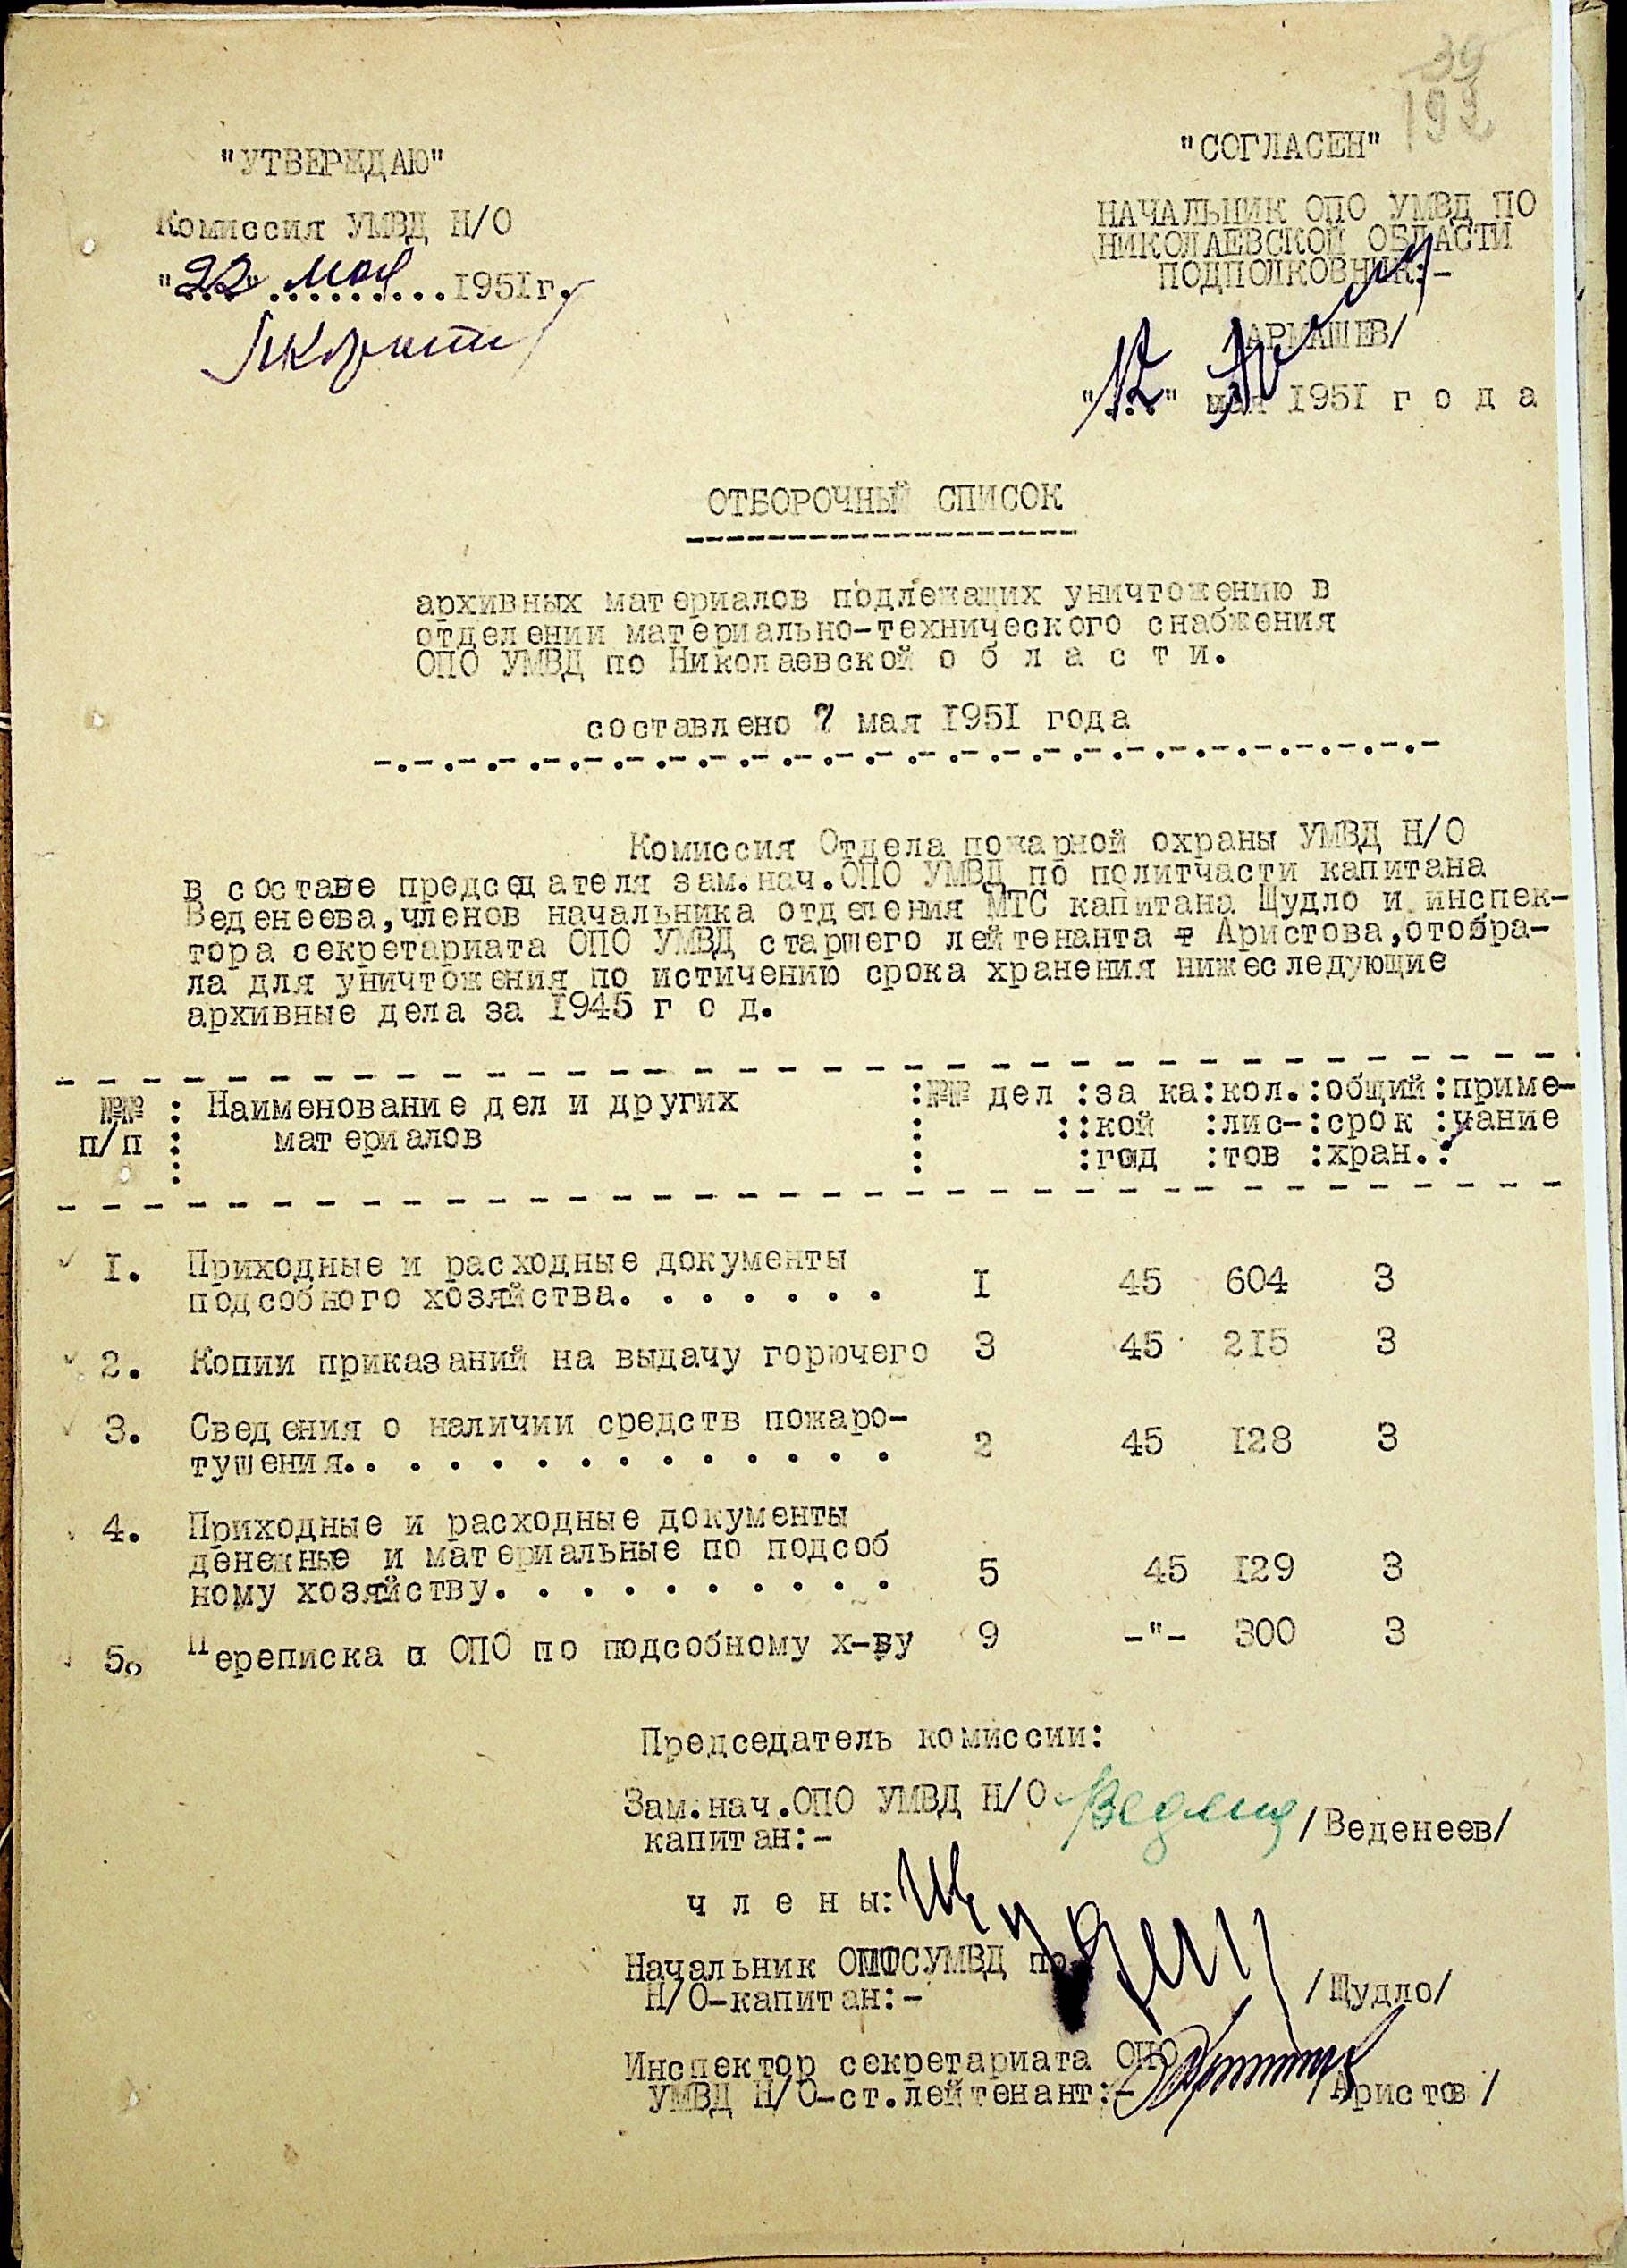 39
192
"УТВЕРЖДАЮ"
Комиссия УМВД Н/О
"22" мая 1951г.
"СОГЛАСЕН"
НАЧАЛЬНИК ОПО УМВД ПО
НИКОЛАЕВСКОЙ ОБЛАСТИ
ПОДПОЛКОВНИК:-
/АРМАШЕВ/
"12" мая 1951 г о д а
ОТБОРОЧНЫЙ СПИСОК
архивных материалов подлежащих уничтожению в
отделении материально-технического снабжения
ОПО УМВД по Николаевской о б л а с т и.
составлено 7 мая 1951 года
Комиссия Отдела пожарной охраны УМВД Н/О
в составе председателя зам.нач.ОПО УМВД по политчасти капитана
Веденеева,членов начальника отделения МТС капитана Щудло и инспек-
тора секретариата ОПО УМВД старшего лейтенанта т Аристова,отобра-
ла для уничтожения по истичению срока хранения нижеследующие
архивные дела за 1945 г о д.
№№ : Наименование дел и других :№№ дел :за ка:кол.:общий:приме-
п/п : материалов : ::кой :лис-:срок :чание
: : :год :тов :хран.:
1. Приходные и расходные документы
подсобного хозяйства. . . . . . . 1 45 604 3
2. Копии приказаний на выдачу горючего 3 45 215 3
3. Сведения о наличии средств пожаро-
тушения. . . . . . . . . . . . . . 2 45 128 3
4. Приходные и расходные документы
денежные и материальные по подсоб
ному хозяйству. . . . . . . . . . 5 45 129 3
5. Переписка с ОПО по подсобному х-ву 9 -"- 300 3
Председатель комиссии:
Зам.нач.ОПО УМВД Н/О
капитан:- /Веденеев/
ч л е н ы:
Начальник ОМТСУМВД по
Н/О-капитан:- /Щудло/
Инспектор секретариата ОПО
УМВД Н/О-ст.лейтенант:- /Аристов/